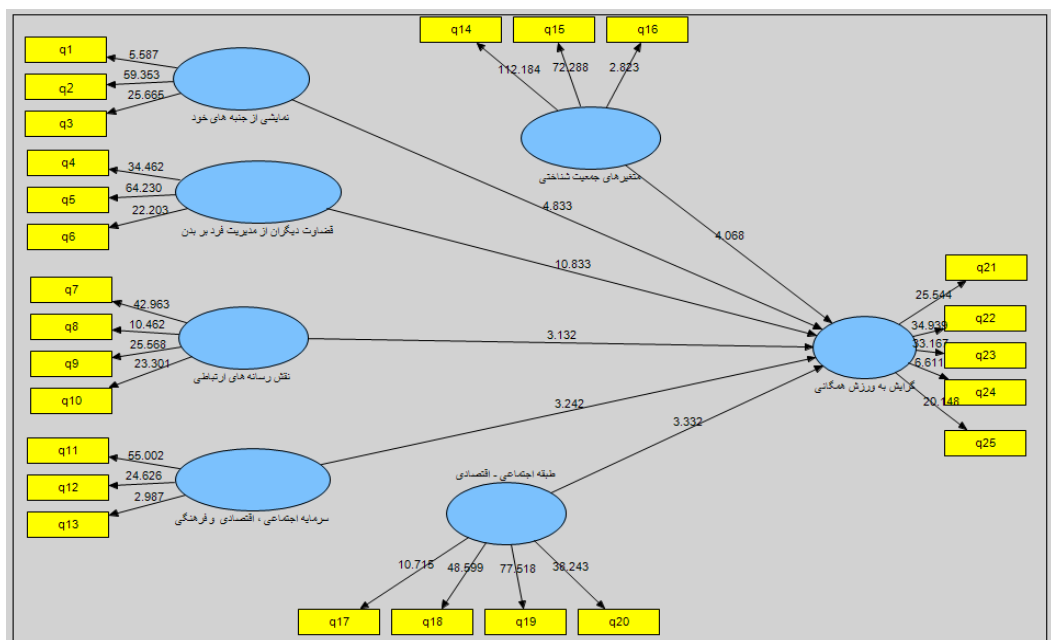 q14
q15
q16
112.184
72.288
2.823
متغیرهای جمعیت شناختی
4.068
q1
q2
q3
5.587
59.353
25.665
نمایشی از جنبه های خود
4.833
q4
q5
q6
34.462
64.230
22.203
قضاوت دیگران از مدیریت فرد بر بدن
10.833
q7
q8
q9
q10
42.963
10.462
25.568
23.301
نقش رسانه های ارتباطی
3.132
q11
q12
q13
55.002
24.626
2.987
سرمایه اجتماعی ، اقتصادی و فرهنگی
3.242
طبقه اجتماعی - اقتصادی
3.332
10.715
48.599
77.518
38.243
q17
q18
q19
q20
گرایش به ورزش همگانی
25.544
34.939
33.167
6.611
20.148
q21
q22
q23
q24
q25